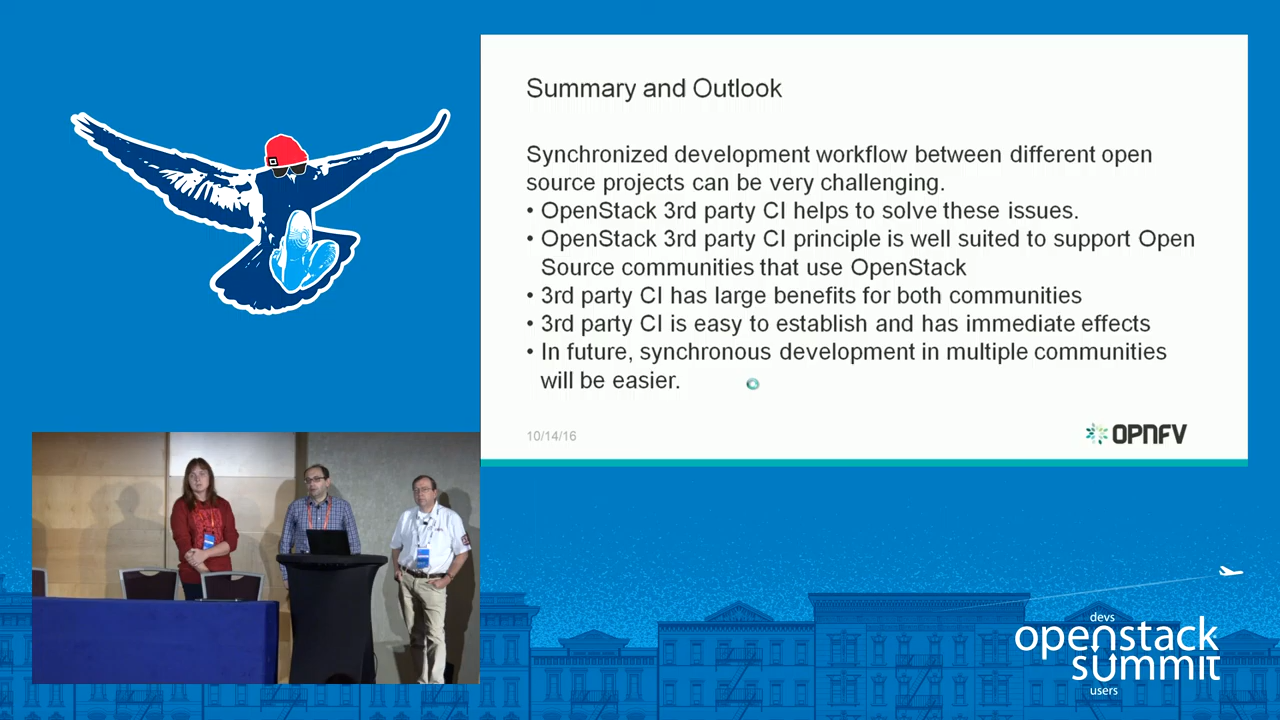 Summary and Outlook
Synchronized development workflow between different open
source projects can be very challenging.
• OpenStack 3rd party CI helps to solve these issues.
• OpenStack 3rd party CI principle is well suited to support Open
Source communities that use OpenStack
• 3rd party CI has large benefits for both communities
• 3rd party CI is easy to establish and has immediate effects
• In future, synchronous development in multiple communities
will be easier.
10/14/16
OPNFV
devs
openstack
summit
users